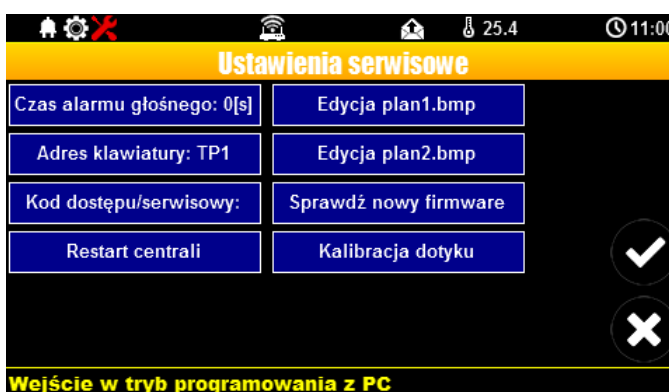 25.4
11:00
Ustawienia serwisowe
Czas alarmu głośnego: 0[s]
Edycja plan1.bmp
Adres klawiatury: TP1
Edycja plan2.bmp
Kod dostępu/serwisowy:
Sprawdź nowy firmware
Restart centrali
Kalibracja dotyku
Wejście w tryb programowania z PC